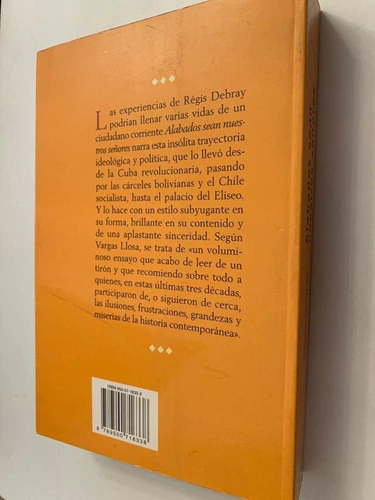 Las experiencias de Régis Debray
podrían llenar varias vidas de un
ciudadano corriente Alabados sean nues-
tros señores narra esta insólita trayectoria
ideológica y política, que lo llevó des-
de la Cuba revolucionaria, pasando
por las cárceles bolivianas y el Chile
socialista, hasta el palacio del Eliseo.
Y lo hace con un estilo subyugante en
su forma, brillante en su contenido y
de una aplastante sinceridad. Según
Vargas Llosa, se trata de «un volumi-
noso ensayo que acabo de leer de un
tirón y que recomiendo sobre todo a
quienes, en estas últimas tres décadas,
participaron de, o siguieron de cerca,
las ilusiones, frustraciones, grandezas y
miserias de la historia contemporánea».